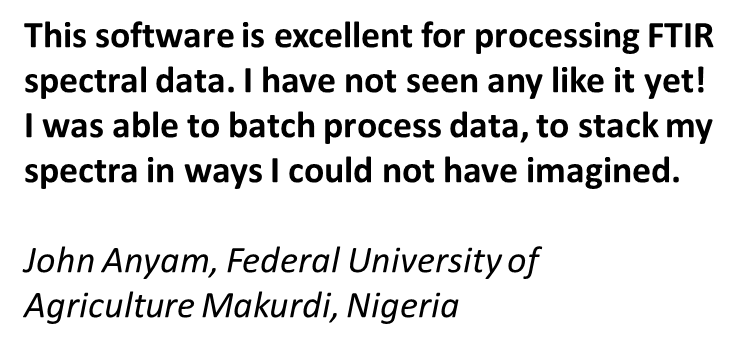 This software is excellent for processing FTIR
spectral data. I have not seen any like it yet!
I was able to batch process data, to stack my
spectra in ways I could not have imagined.
John Anyam, Federal University of
Agriculture Makurdi, Nigeria